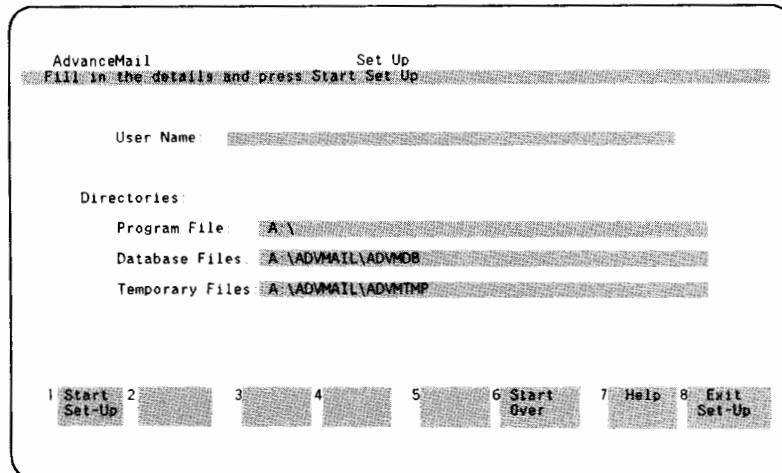 AdvanceMail Set Up
Fill in the details and press Start Set Up
User Name:
Directories:
Program File: A:\
Database Files: A:\ADVMAIL\ADVMDB
Temporary Files: A:\ADVMAIL\ADVMTMP
1 Start Set-Up 2 3 4 5 6 Start Over 7 Help 8 Exit Set-Up